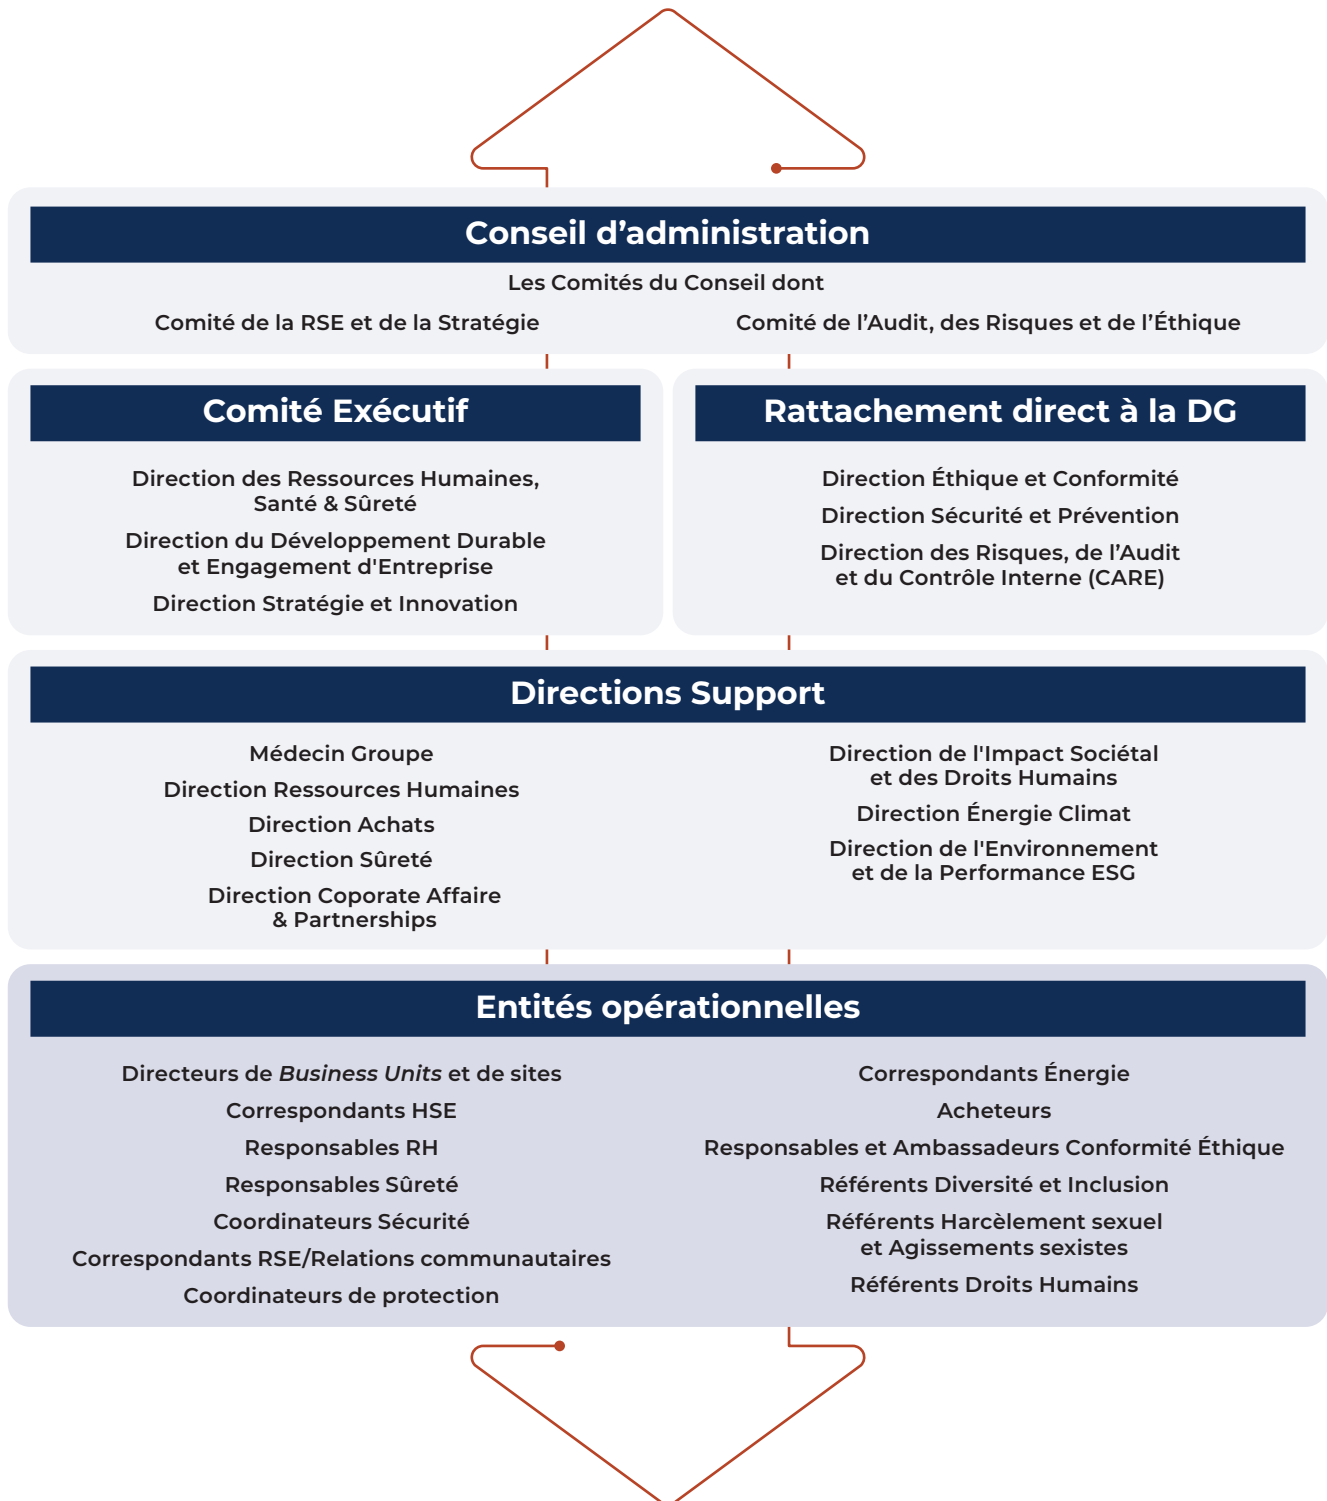 Conseil d’administration
Les Comités du Conseil dont
Comité de la RSE et de la Stratégie
Comité de l’Audit, des Risques et de l’Éthique
Comité Exécutif
Direction des Ressources Humaines,
Santé & Sûreté
Direction du Développement Durable
et Engagement d'Entreprise
Direction Stratégie et Innovation
Rattachement direct à la DG
Direction Éthique et Conformité
Direction Sécurité et Prévention
Direction des Risques, de l’Audit
et du Contrôle Interne (CARE)
Directions Support
Médecin Groupe
Direction Ressources Humaines
Direction Achats
Direction Sûreté
Direction Coporate Affaire
& Partnerships
Direction de l'Impact Sociétal
et des Droits Humains
Direction Énergie Climat
Direction de l'Environnement
et de la Performance ESG
Entités opérationnelles
Directeurs de Business Units et de sites
Correspondants HSE
Responsables RH
Responsables Sûreté
Coordinateurs Sécurité
Correspondants RSE/Relations communautaires
Coordinateurs de protection
Correspondants Énergie
Acheteurs
Responsables et Ambassadeurs Conformité Éthique
Référents Diversité et Inclusion
Référents Harcèlement sexuel
et Agissements sexistes
Référents Droits Humains